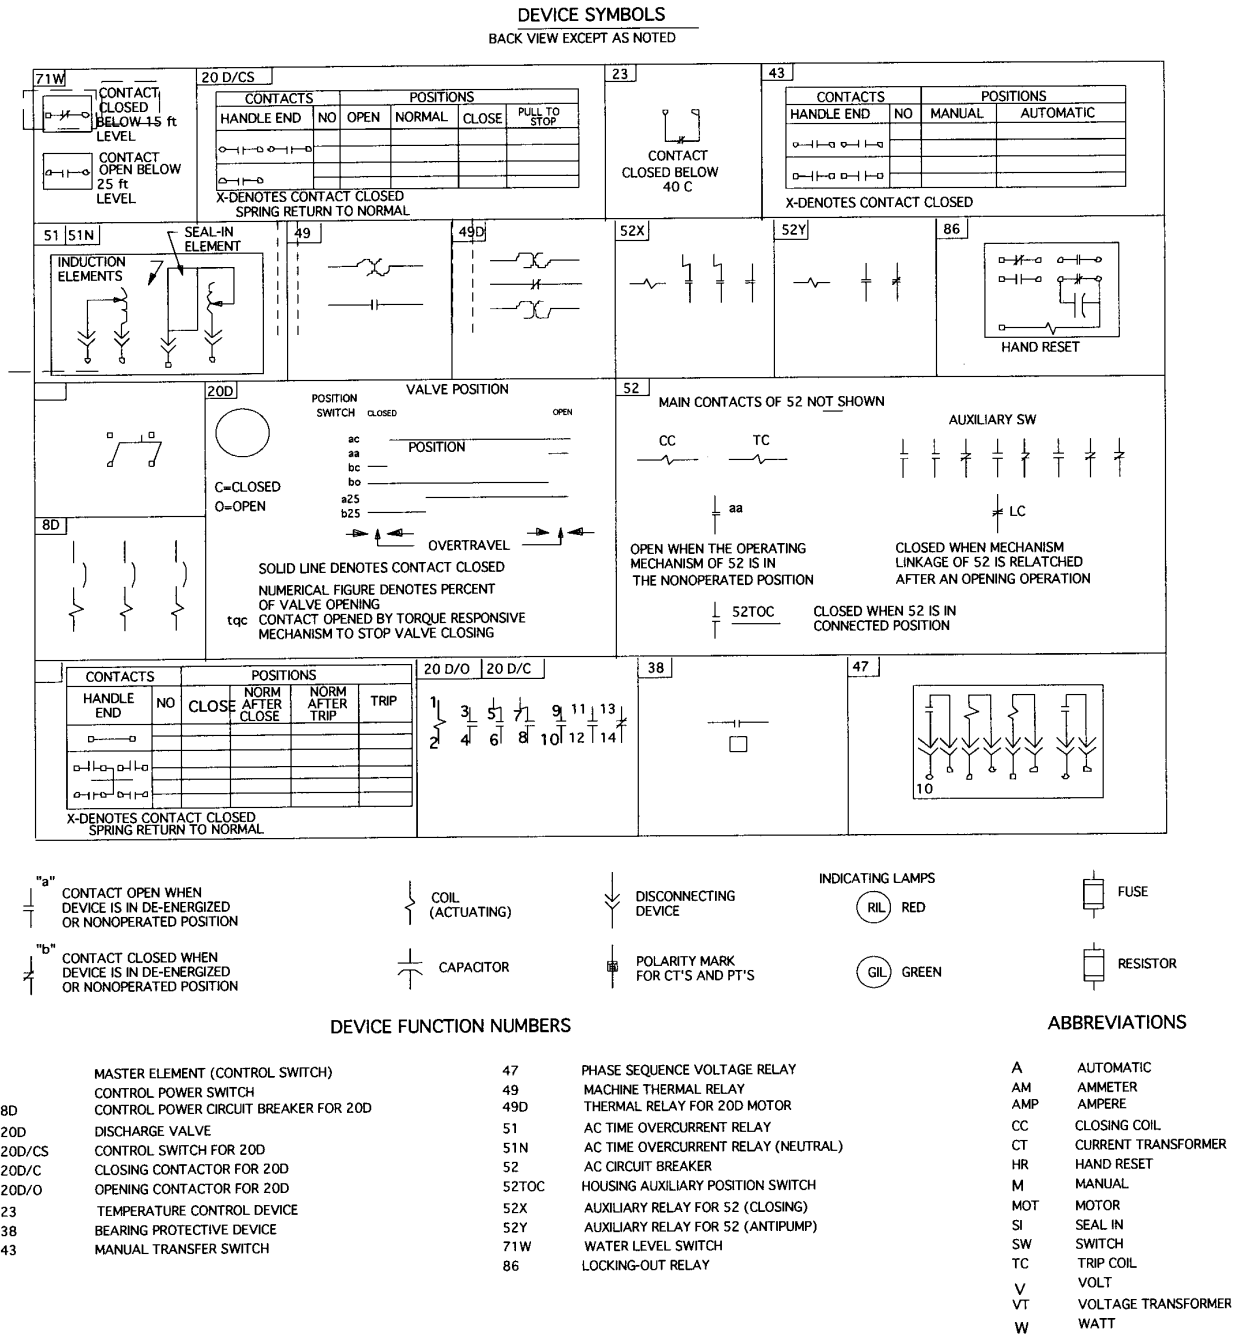 DEVICE SYMBOLS
BACK VIEW EXCEPT AS NOTED
71W
CONTACT
CLOSED
BELOW 15 ft
LEVEL
CONTACT
OPEN BELOW
25 ft
LEVEL
20 D/CS
CONTACTS POSITIONS
HANDLE END NO OPEN NORMAL CLOSE PULL TO
STOP
X-DENOTES CONTACT CLOSED
SPRING RETURN TO NORMAL
23
CONTACT
CLOSED BELOW
40 C
43
CONTACTS POSITIONS
HANDLE END NO MANUAL AUTOMATIC
X-DENOTES CONTACT CLOSED
51 51N
SEAL-IN
ELEMENT
INDUCTION
ELEMENTS
49
49D
52X
52Y
86
HAND RESET
20D
VALVE POSITION
POSITION
SWITCH CLOSED OPEN
ac
POSITION
aa
bc
bo
a25
b25
C=CLOSED
O=OPEN
OVERTRAVEL
SOLID LINE DENOTES CONTACT CLOSED
NUMERICAL FIGURE DENOTES PERCENT
OF VALVE OPENING
tqc CONTACT OPENED BY TORQUE RESPONSIVE
MECHANISM TO STOP VALVE CLOSING
52
MAIN CONTACTS OF 52 NOT SHOWN
AUXILIARY SW
CC TC
aa
LC
OPEN WHEN THE OPERATING
MECHANISM OF 52 IS IN
THE NONOPERATED POSITION
CLOSED WHEN MECHANISM
LINKAGE OF 52 IS RELATCHED
AFTER AN OPENING OPERATION
52TOC
CLOSED WHEN 52 IS IN
CONNECTED POSITION
8D
CONTACTS POSITIONS
HANDLE
END
NO
CLOSE
NORM
AFTER
CLOSE
NORM
AFTER
TRIP
TRIP
X-DENOTES CONTACT CLOSED
SPRING RETURN TO NORMAL
20 D/O 20 D/C
1 3 5 7 9 11 13
2 4 6 8 10 12 14
38
47
10
"a"
CONTACT OPEN WHEN
DEVICE IS IN DE-ENERGIZED
OR NONOPERATED POSITION
COIL
(ACTUATING)
DISCONNECTING
DEVICE
INDICATING LAMPS
RIL RED
FUSE
"b"
CONTACT CLOSED WHEN
DEVICE IS IN DE-ENERGIZED
OR NONOPERATED POSITION
CAPACITOR
POLARITY MARK
FOR CT'S AND PT'S
GIL GREEN
RESISTOR
DEVICE FUNCTION NUMBERS
MASTER ELEMENT (CONTROL SWITCH)
CONTROL POWER SWITCH
8D CONTROL POWER CIRCUIT BREAKER FOR 20D
20D DISCHARGE VALVE
20D/CS CONTROL SWITCH FOR 20D
20D/C CLOSING CONTACTOR FOR 20D
20D/O OPENING CONTACTOR FOR 20D
23 TEMPERATURE CONTROL DEVICE
38 BEARING PROTECTIVE DEVICE
43 MANUAL TRANSFER SWITCH
47 PHASE SEQUENCE VOLTAGE RELAY
49 MACHINE THERMAL RELAY
49D THERMAL RELAY FOR 20D MOTOR
51 AC TIME OVERCURRENT RELAY
51N AC TIME OVERCURRENT RELAY (NEUTRAL)
52 AC CIRCUIT BREAKER
52TOC HOUSING AUXILIARY POSITION SWITCH
52X AUXILIARY RELAY FOR 52 (CLOSING)
52Y AUXILIARY RELAY FOR 52 (ANTIPUMP)
71W WATER LEVEL SWITCH
86 LOCKING-OUT RELAY
ABBREVIATIONS
A AUTOMATIC
AM AMMETER
AMP AMPERE
CC CLOSING COIL
CT CURRENT TRANSFORMER
HR HAND RESET
M MANUAL
MOT MOTOR
SI SEAL IN
SW SWITCH
TC TRIP COIL
V VOLT
VT VOLTAGE TRANSFORMER
W WATT